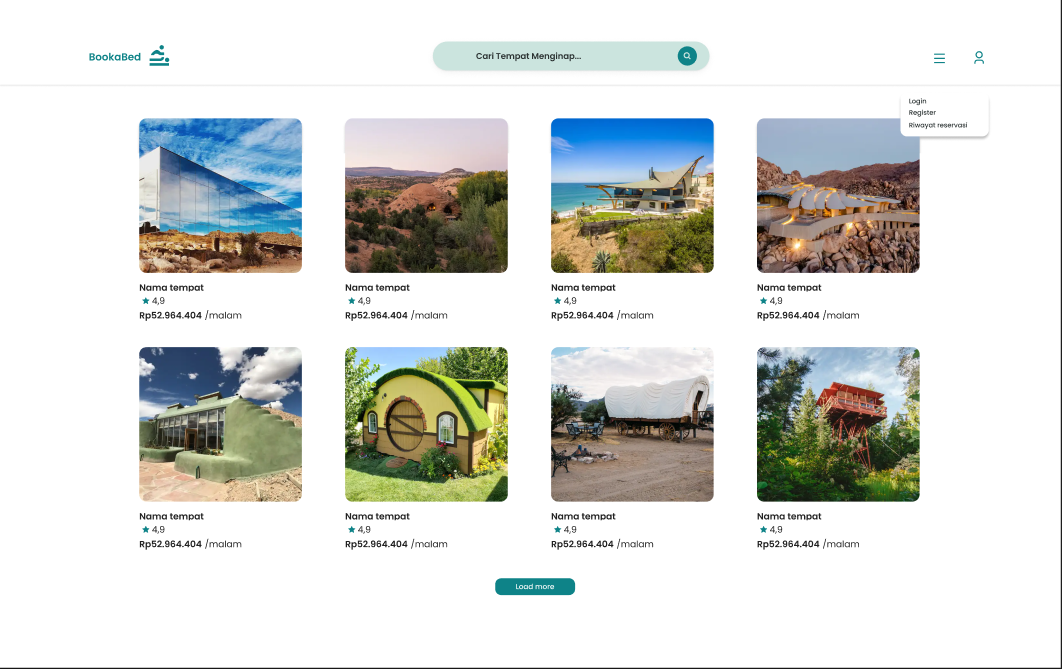 BookaBed
Cari Tempat Menginap...
Login
Register
Riwayat reservasi
Nama tempat
4,9
Rp52.964.404 /malam
Nama tempat
4,9
Rp52.964.404 /malam
Nama tempat
4,9
Rp52.964.404 /malam
Nama tempat
4,9
Rp52.964.404 /malam
Nama tempat
4,9
Rp52.964.404 /malam
Nama tempat
4,9
Rp52.964.404 /malam
Nama tempat
4,9
Rp52.964.404 /malam
Nama tempat
4,9
Rp52.964.404 /malam
Load more